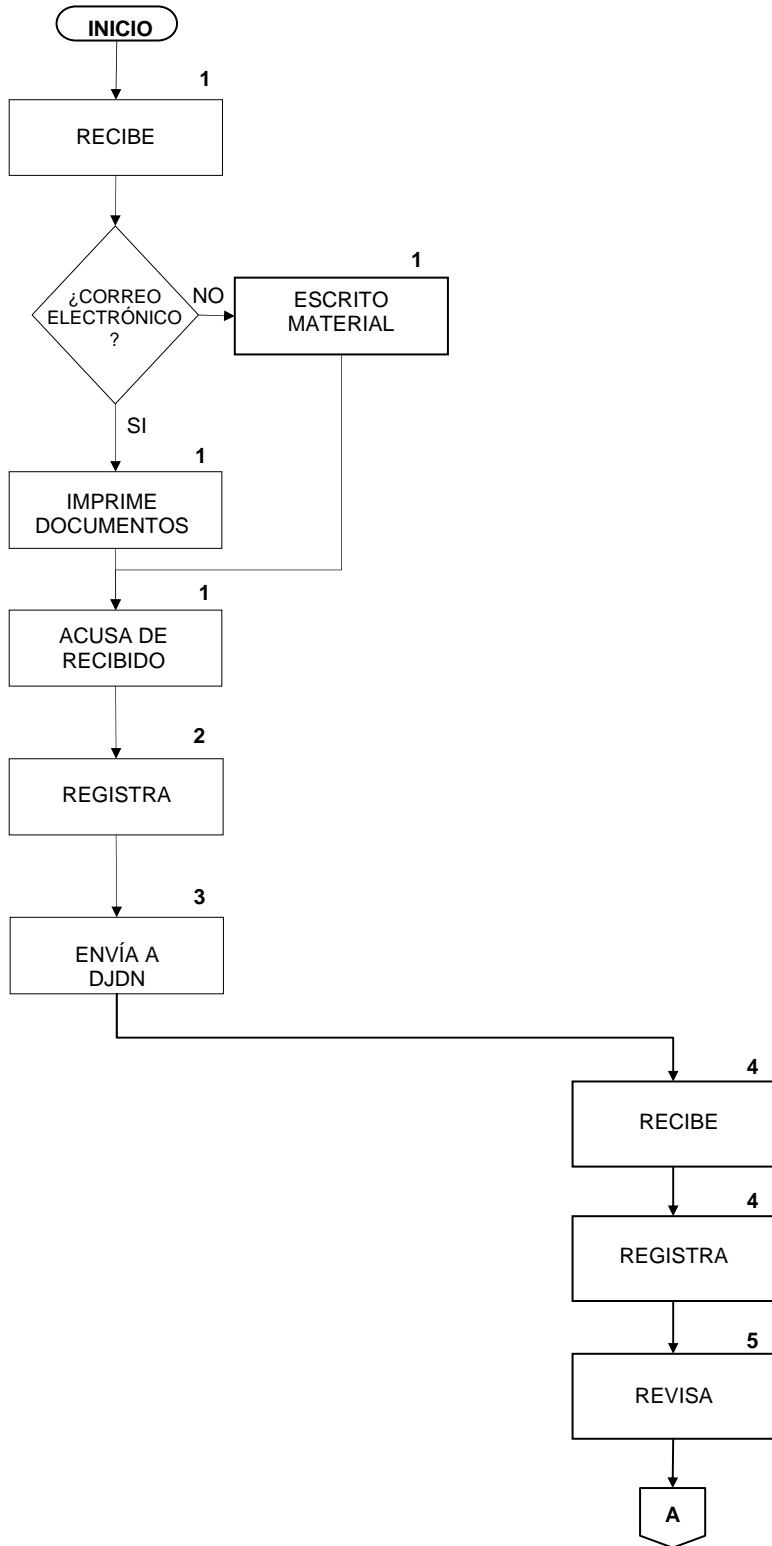 INICIO
1
RECIBE
¿CORREO
ELECTRÓNICO
?
NO
1
ESCRITO
MATERIAL
SI
1
IMPRIME
DOCUMENTOS
1
ACUSA DE
RECIBIDO
2
REGISTRA
3
ENVÍA A
DJDN
4
RECIBE
4
REGISTRA
5
REVISA
A